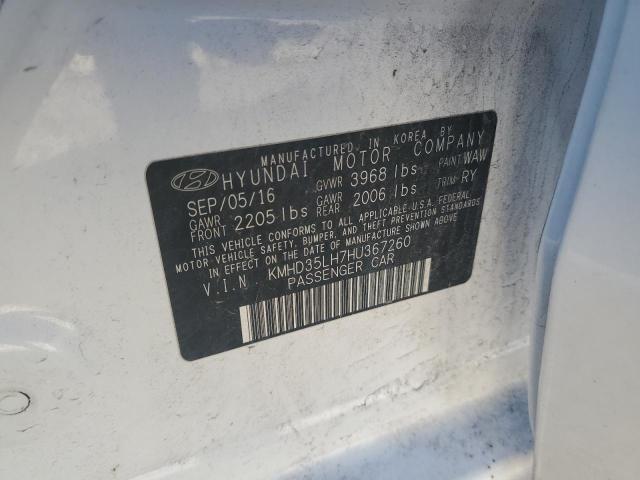 MANUFACTURED IN KOREA BY
HYUNDAI MOTOR COMPANY
SEP/05/16 GVWR 3968 lbs PAINT WAW
GAWR FRONT 2205 lbs GAWR REAR 2006 lbs TRIM RY
THIS VEHICLE CONFORMS TO ALL APPLICABLE U.S.A. FEDERAL
MOTOR VEHICLE SAFETY, BUMPER, AND THEFT PREVENTION STANDARDS
IN EFFECT ON THE DATE OF MANUFACTURE SHOWN ABOVE.
V.I.N KMHD35LH7HU367260
PASSENGER CAR